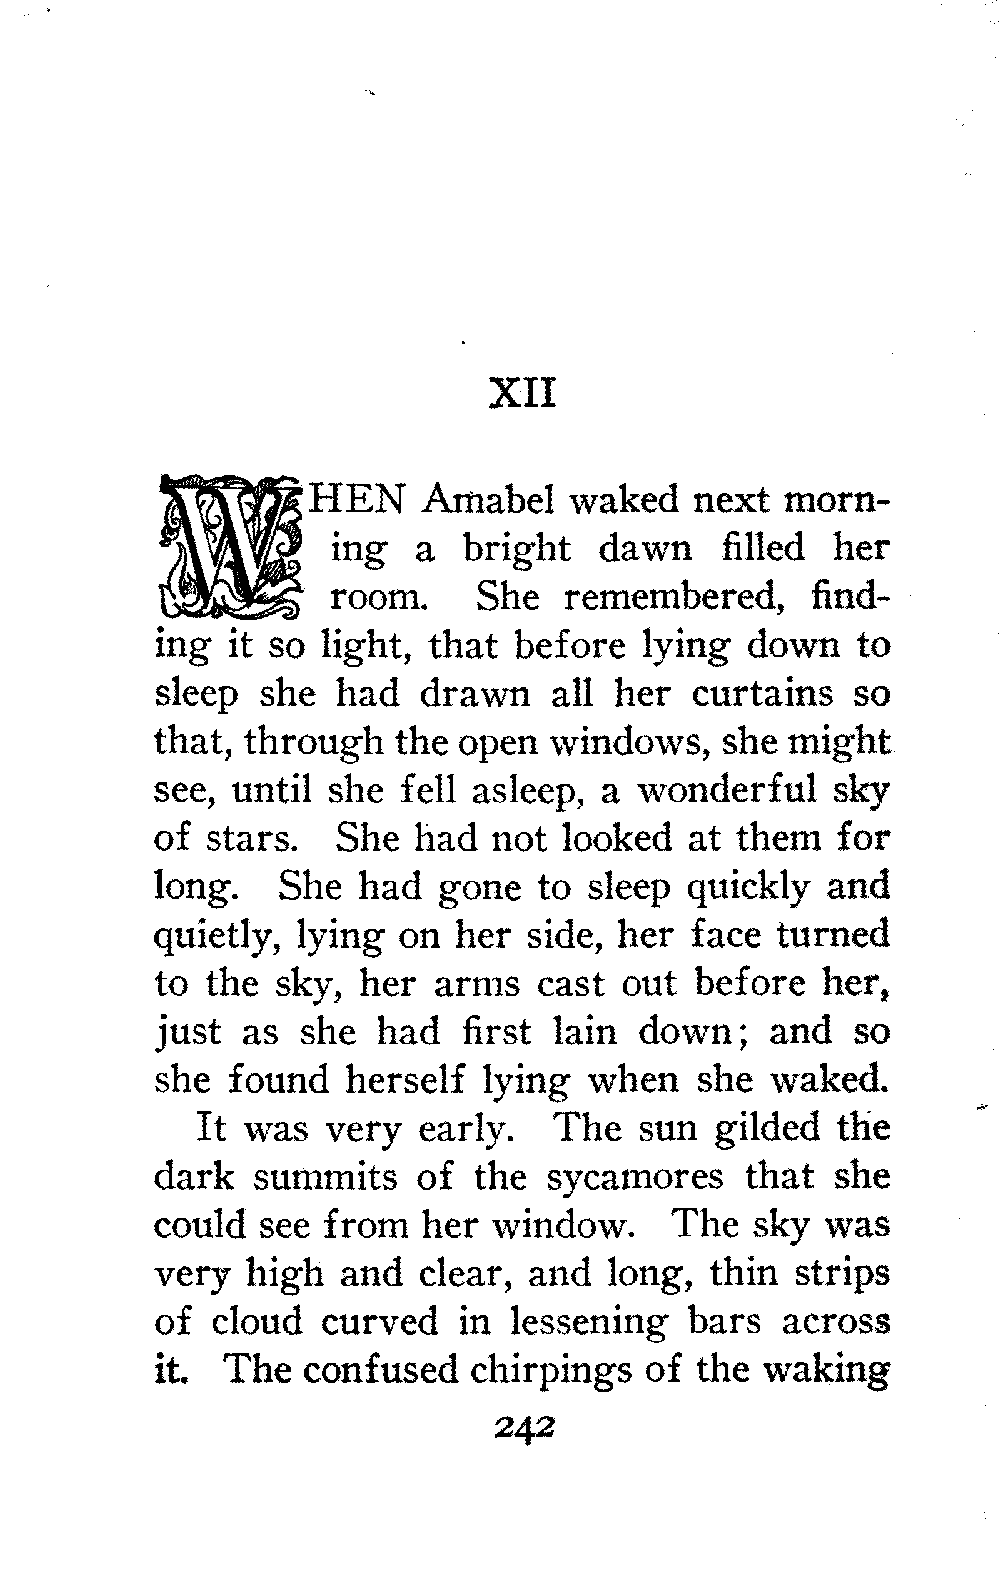 XII
WHEN Amabel waked next morn-
ing a bright dawn filled her
room. She remembered, find-
ing it so light, that before lying down to
sleep she had drawn all her curtains so
that, through the open windows, she might
see, until she fell asleep, a wonderful sky
of stars. She had not looked at them for
long. She had gone to sleep quickly and
quietly, lying on her side, her face turned
to the sky, her arms cast out before her,
just as she had first lain down; and so
she found herself lying when she waked.
It was very early. The sun gilded the
dark summits of the sycamores that she
could see from her window. The sky was
very high and clear, and long, thin strips
of cloud curved in lessening bars across
it. The confused chirpings of the waking
242